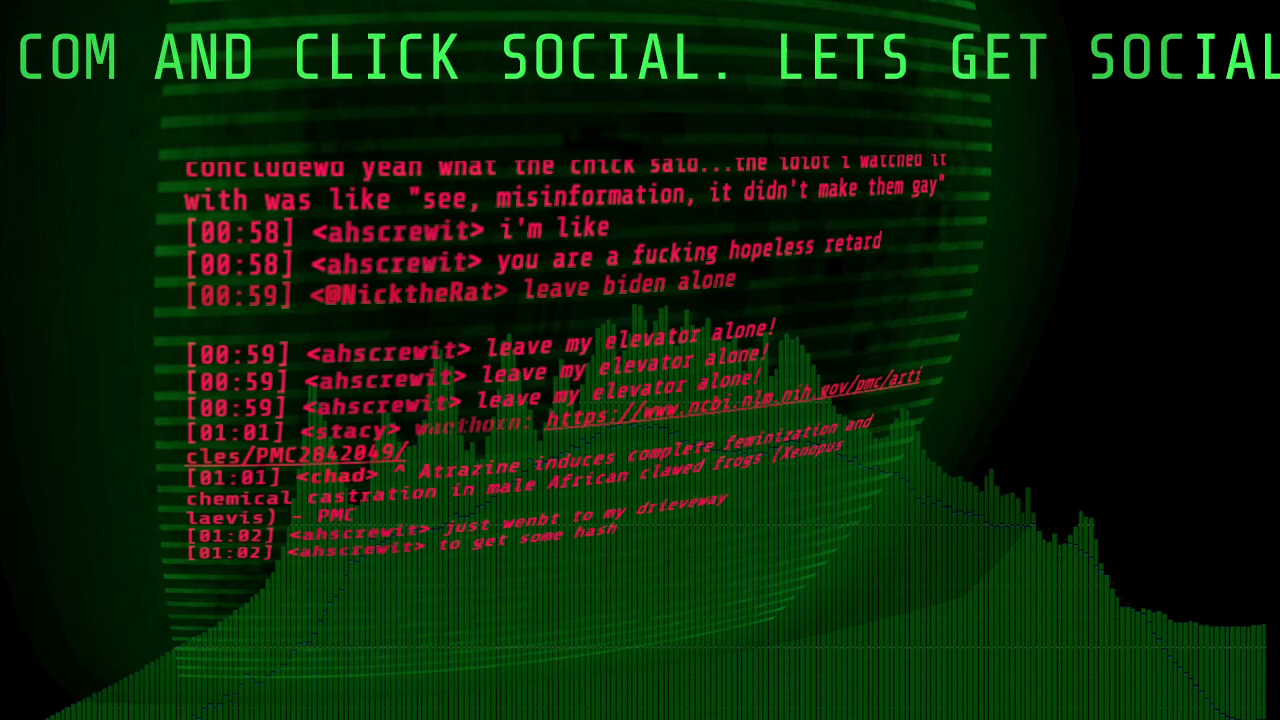 .COM AND CLICK SOCIAL. LETS GET SOCIAL
concludewd yeah what the chick said...the idiot i watched it
with was like "see, misinformation, it didn't make them gay"
[00:58] <ahscrewit> i'm like
[00:58] <ahscrewit> you are a fucking hopeless retard
[00:59] <@NicktheRat> leave biden alone
[00:59] <ahscrewit> leave my elevator alone!
[00:59] <ahscrewit> leave my elevator alone!
[00:59] <ahscrewit> leave my elevator alone!
[01:01] <stacy> waethorn: https://www.ncbi.nlm.nih.gov/pmc/arti
cles/PMC2842049/
[01:01] <chad> ^ Atrazine induces complete feminization and
chemical castration in male African clawed frogs (Xenopus
laevis) - PMC
[01:02] <ahscrewit> just wenbt to my drieveway
[01:02] <ahscrewit> to get some hash